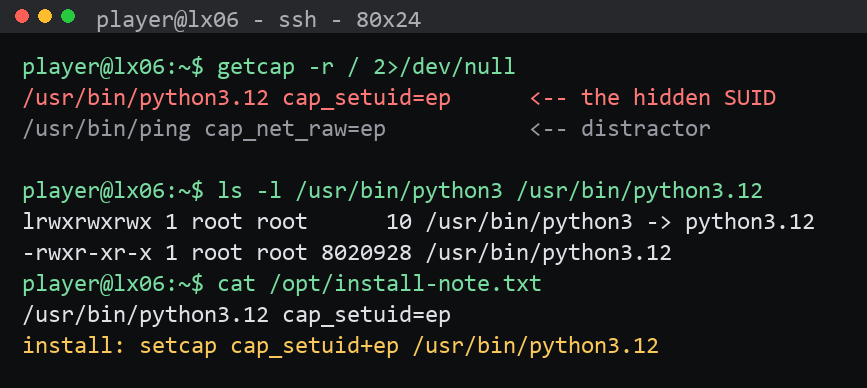 player@lx06 - ssh - 80x24
player@lx06:~$ getcap -r / 2>/dev/null
/usr/bin/python3.12 cap_setuid=ep      <-- the hidden SUID
/usr/bin/ping cap_net_raw=ep           <-- distractor
player@lx06:~$ ls -l /usr/bin/python3 /usr/bin/python3.12
lrwxrwxrwx 1 root root      10 /usr/bin/python3 -> python3.12
-rwxr-xr-x 1 root root 8020928 /usr/bin/python3.12
player@lx06:~$ cat /opt/install-note.txt
/usr/bin/python3.12 cap_setuid=ep
install: setcap cap_setuid+ep /usr/bin/python3.12